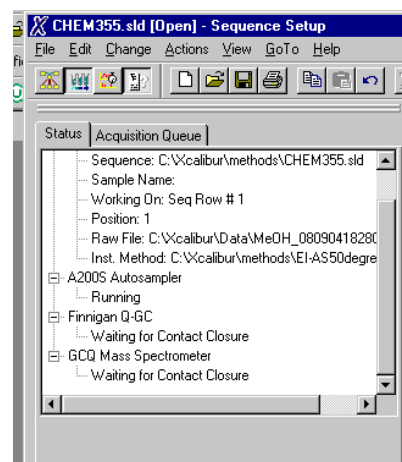 CHEM355.sld [Open] - Sequence Setup
File Edit Change Actions View GoTo Help
Status Acquisition Queue
Sequence: C:\Xcalibur\methods\CHEM355.sld
Sample Name:
Working On: Seq Row # 1
Position: 1
Raw File: C:\Xcalibur\Data\MeOH_08090418280
Inst. Method: C:\Xcalibur\methods\EI-AS50degre
A200S Autosampler
Running
Finnigan Q-GC
Waiting for Contact Closure
GCQ Mass Spectrometer
Waiting for Contact Closure